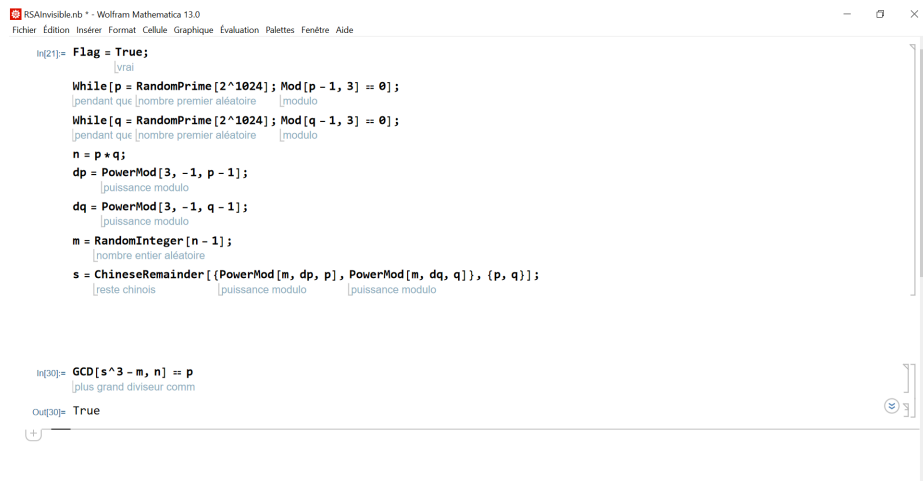 RSAInvisible.nb * - Wolfram Mathematica 13.0
Fichier Édition Insérer Format Cellule Graphique Évaluation Palettes Fenêtre Aide
In[21]:= Flag = True;
vrai
While[p = RandomPrime[2^1024]; Mod[p - 1, 3] == 0];
pendant que nombre premier aléatoire modulo
While[q = RandomPrime[2^1024]; Mod[q - 1, 3] == 0];
pendant que nombre premier aléatoire modulo
n = p * q;
dp = PowerMod[3, -1, p - 1];
puissance modulo
dq = PowerMod[3, -1, q - 1];
puissance modulo
m = RandomInteger[n - 1];
nombre entier aléatoire
s = ChineseRemainder[{PowerMod[m, dp, p], PowerMod[m, dq, q]}, {p, q}];
reste chinois puissance modulo puissance modulo
In[30]:= GCD[s^3 - m, n] == p
plus grand diviseur comm
Out[30]= True